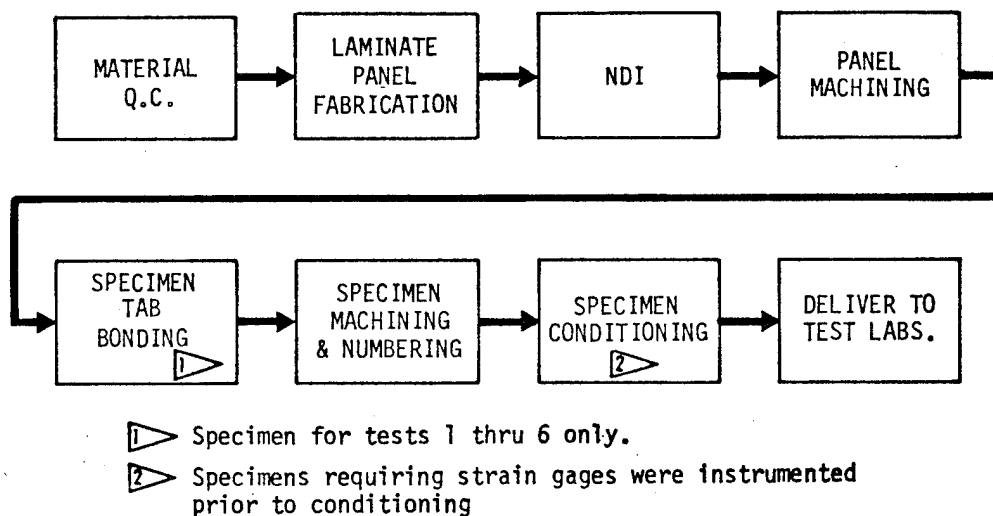 MATERIAL
Q.C.
LAMINATE
PANEL
FABRICATION
NDI
PANEL
MACHINING
SPECIMEN
TAB
BONDING
1
SPECIMEN
MACHINING
& NUMBERING
SPECIMEN
CONDITIONING
2
DELIVER TO
TEST LABS.
1 Specimen for tests 1 thru 6 only.
2 Specimens requiring strain gages were instrumented
prior to conditioning